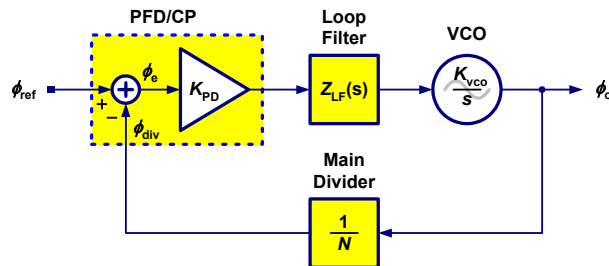 PFD/CP
Loop
Filter
VCO
ϕref
+
−
ϕe
ϕdiv
KPD
ZLF(s)
Kvco
s
Main
Divider
1
N